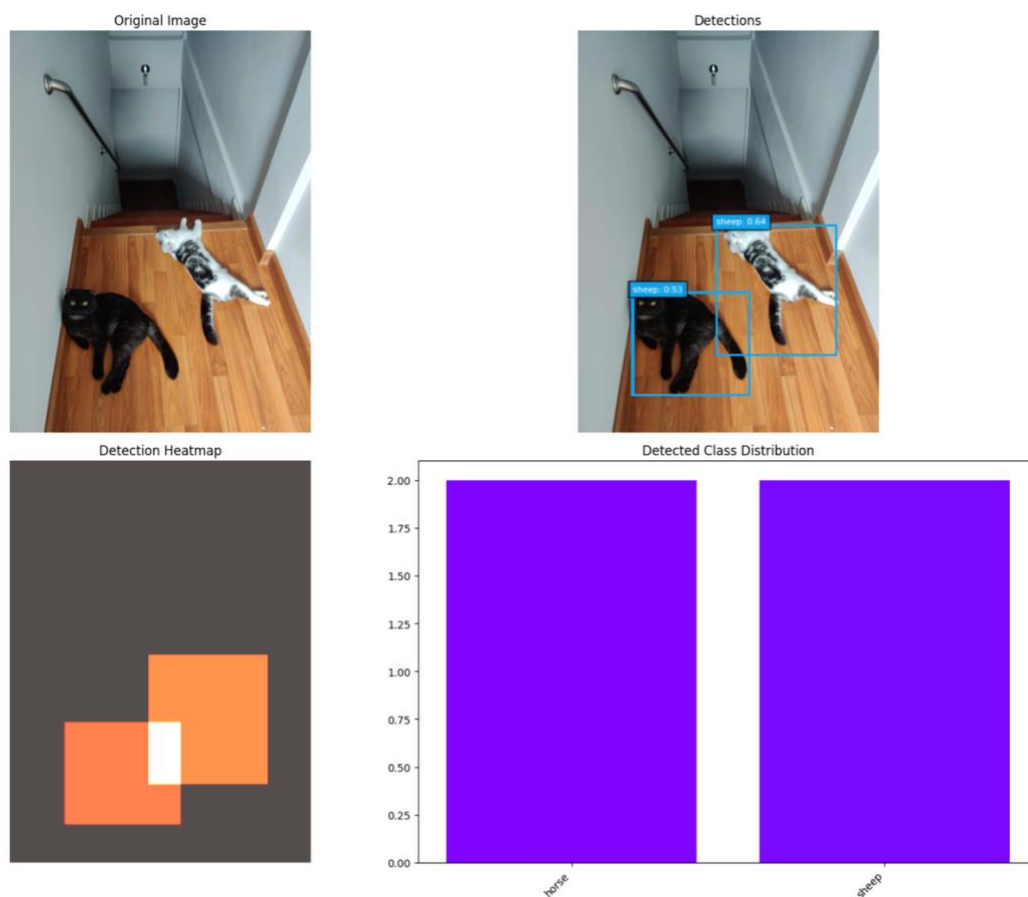 Original Image
Detections
sheep: 0.64
sheep: 0.53
Detection Heatmap
Detected Class Distribution
2.00
1.75
1.50
1.25
1.00
0.75
0.50
0.25
0.00
horse
sheep